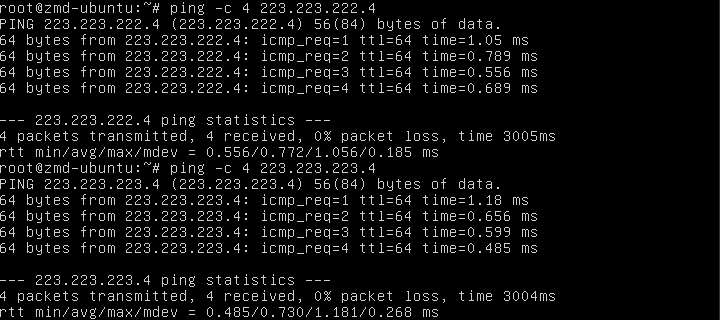 root@zmd-ubuntu:~# ping -c 4 223.223.222.4
PING 223.223.222.4 (223.223.222.4) 56(84) bytes of data.
64 bytes from 223.223.222.4: icmp_req=1 ttl=64 time=1.05 ms
64 bytes from 223.223.222.4: icmp_req=2 ttl=64 time=0.789 ms
64 bytes from 223.223.222.4: icmp_req=3 ttl=64 time=0.556 ms
64 bytes from 223.223.222.4: icmp_req=4 ttl=64 time=0.689 ms
--- 223.223.222.4 ping statistics ---
4 packets transmitted, 4 received, 0% packet loss, time 3005ms
rtt min/avg/max/mdev = 0.556/0.772/1.056/0.185 ms
root@zmd-ubuntu:~# ping -c 4 223.223.223.4
PING 223.223.223.4 (223.223.223.4) 56(84) bytes of data.
64 bytes from 223.223.223.4: icmp_req=1 ttl=64 time=1.18 ms
64 bytes from 223.223.223.4: icmp_req=2 ttl=64 time=0.656 ms
64 bytes from 223.223.223.4: icmp_req=3 ttl=64 time=0.599 ms
64 bytes from 223.223.223.4: icmp_req=4 ttl=64 time=0.485 ms
--- 223.223.223.4 ping statistics ---
4 packets transmitted, 4 received, 0% packet loss, time 3004ms
rtt min/avg/max/mdev = 0.485/0.730/1.181/0.268 ms